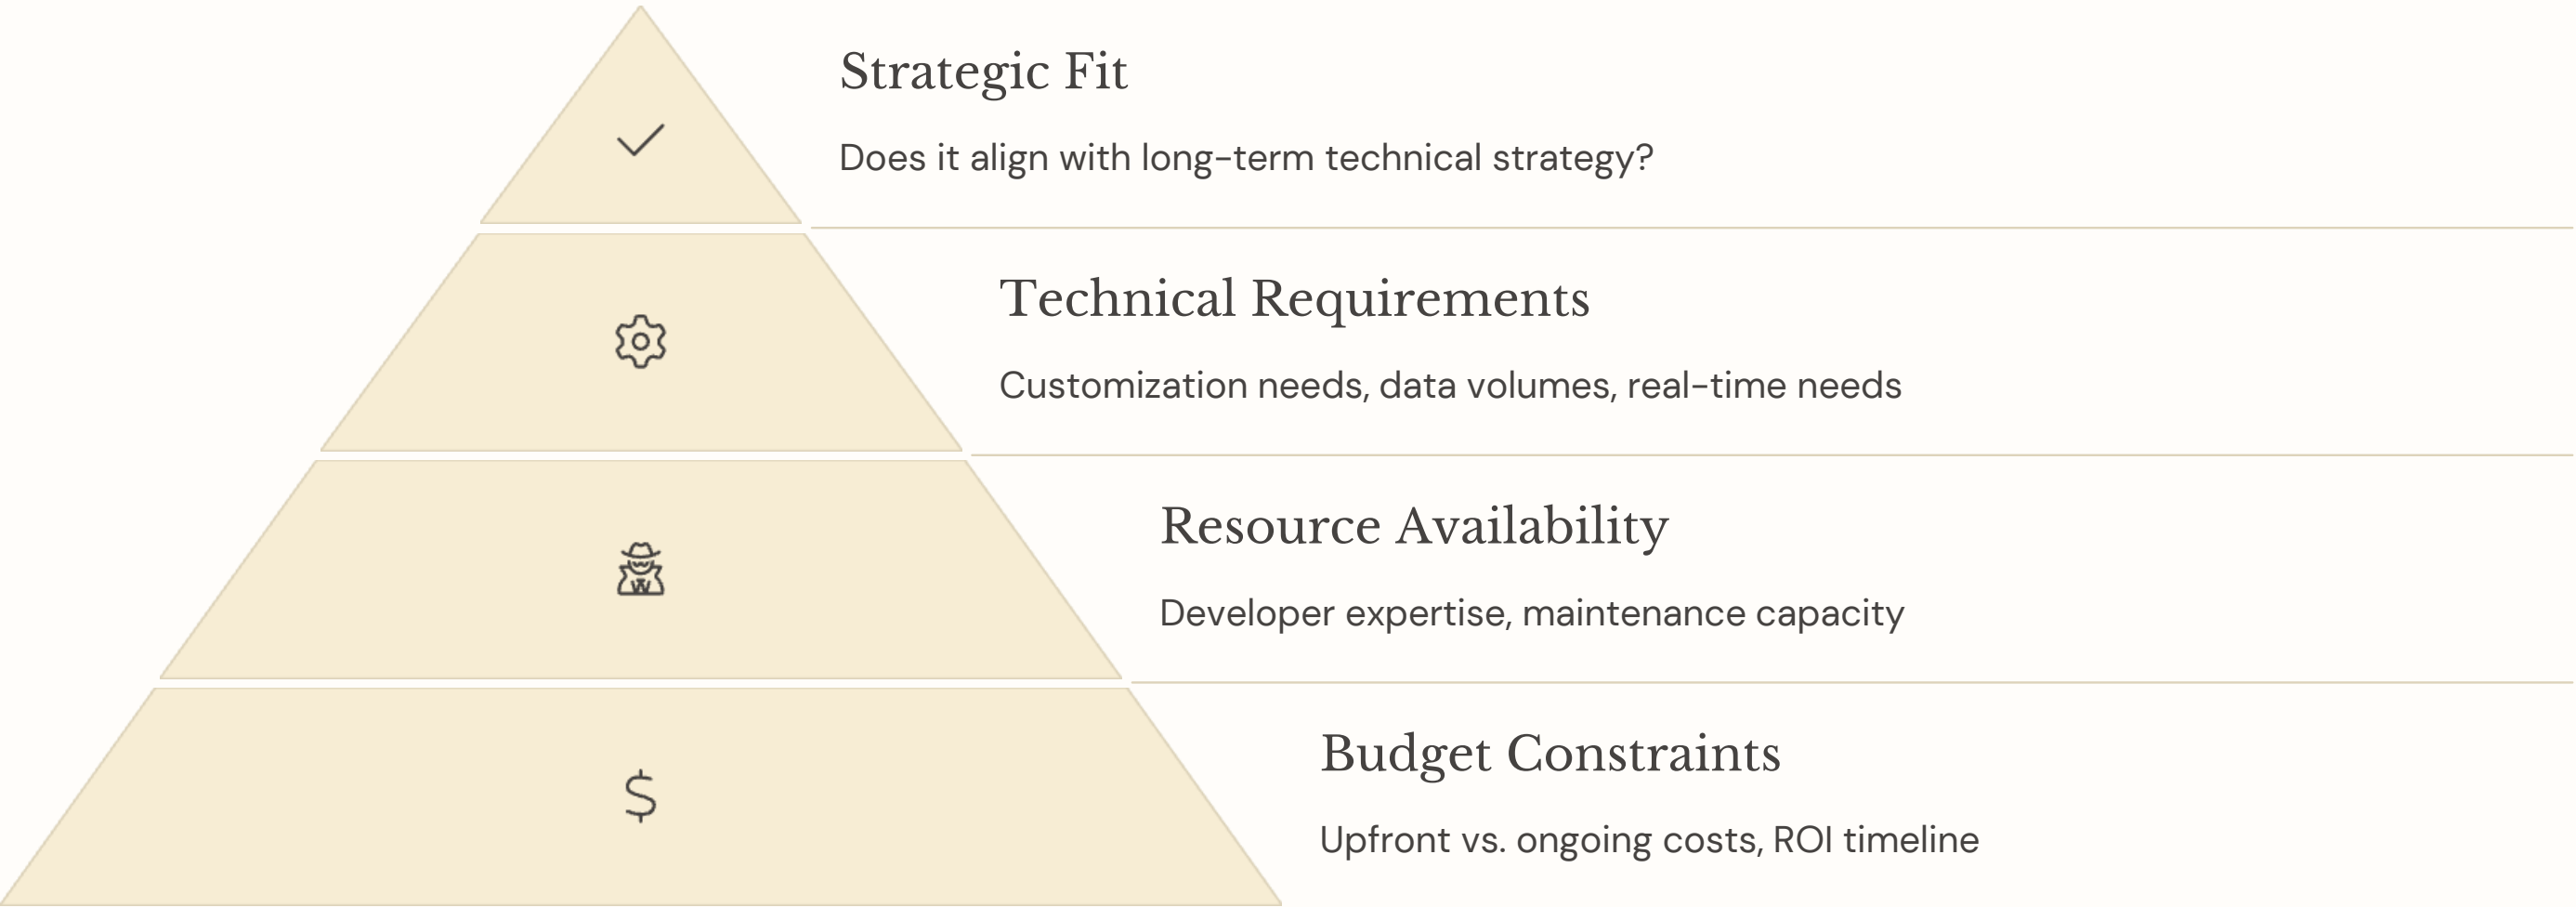 Strategic Fit
Does it align with long-term technical strategy?
Technical Requirements
Customization needs, data volumes, real-time needs
Resource Availability
Developer expertise, maintenance capacity
$
Budget Constraints
Upfront vs. ongoing costs, ROI timeline